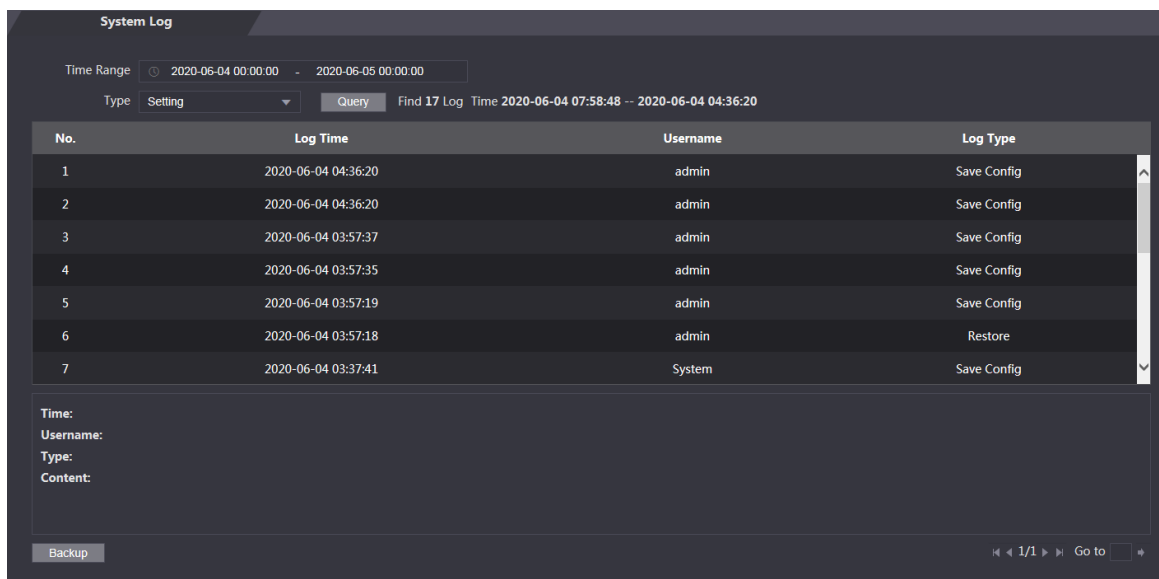 System Log
Time Range 2020-06-04 00:00:00 - 2020-06-05 00:00:00
Type Setting Query Find 17 Log Time 2020-06-04 07:58:48 -- 2020-06-04 04:36:20
No. Log Time Username Log Type
1 2020-06-04 04:36:20 admin Save Config
2 2020-06-04 04:36:20 admin Save Config
3 2020-06-04 03:57:37 admin Save Config
4 2020-06-04 03:57:35 admin Save Config
5 2020-06-04 03:57:19 admin Save Config
6 2020-06-04 03:57:18 admin Restore
7 2020-06-04 03:37:41 System Save Config
Time:
Username:
Type:
Content:
Backup 1/1 Go to